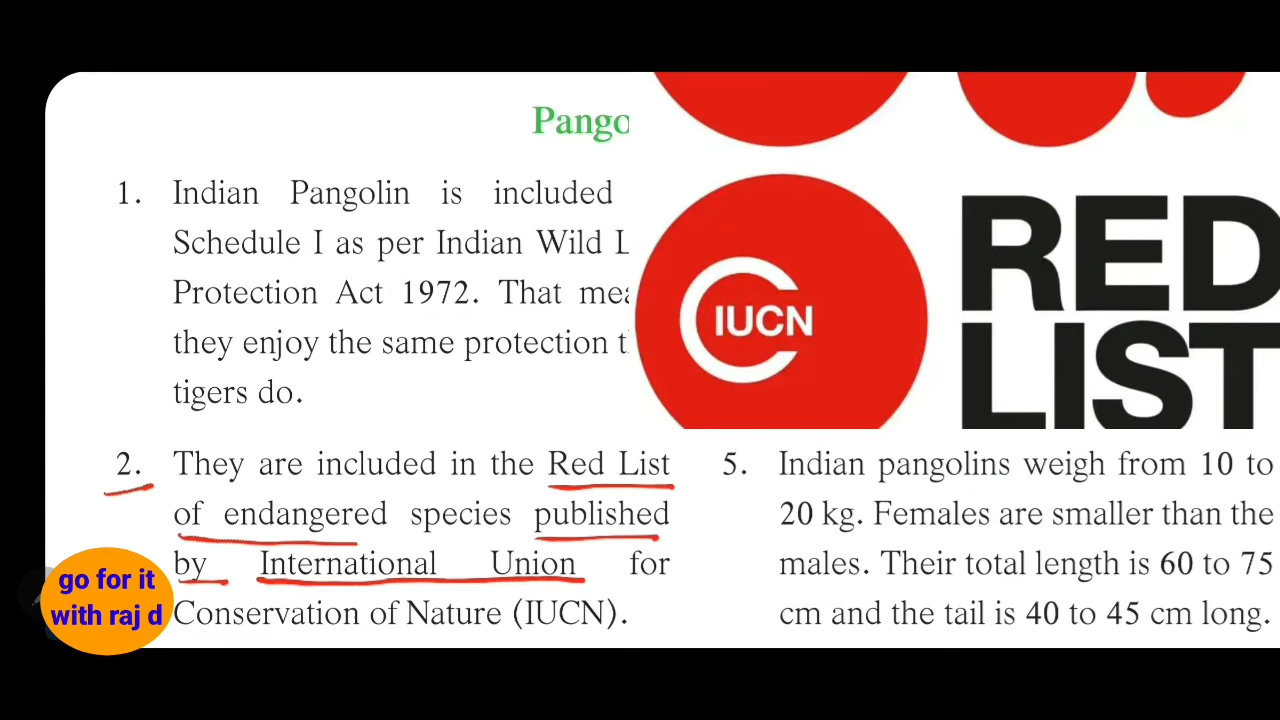 Pango
1. Indian Pangolin is included
Schedule I as per Indian Wild L
Protection Act 1972. That mea
they enjoy the same protection t
tigers do.
2. They are included in the Red List
of endangered species published
by International Union for
Conservation of Nature (IUCN).
IUCN
RED
LIST
5. Indian pangolins weigh from 10 to
20 kg. Females are smaller than the
males. Their total length is 60 to 75
cm and the tail is 40 to 45 cm long.
go for it
with raj d